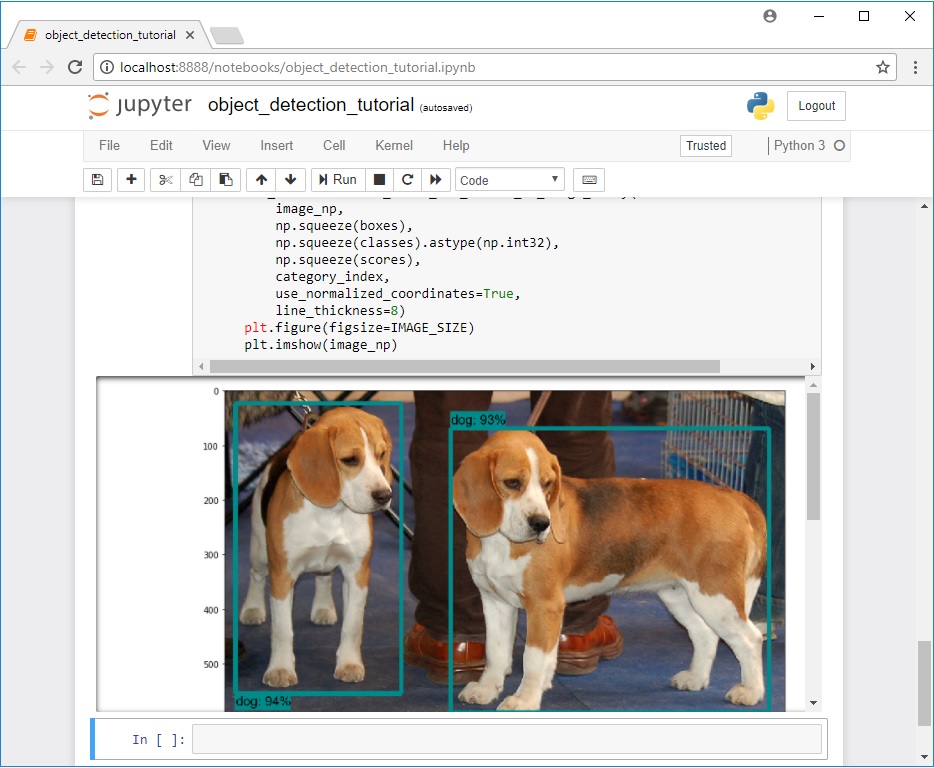 object_detection_tutorial
localhost:8888/notebooks/object_detection_tutorial.ipynb
jupyter object_detection_tutorial (autosaved) Logout
File Edit View Insert Cell Kernel Help Trusted Python 3
Run Code
image_np,
np.squeeze(boxes),
np.squeeze(classes).astype(np.int32),
np.squeeze(scores),
category_index,
use_normalized_coordinates=True,
line_thickness=8)
plt.figure(figsize=IMAGE_SIZE)
plt.imshow(image_np)
0
dog: 93%
100
200
300
400
500
dog: 94%
In [ ]: